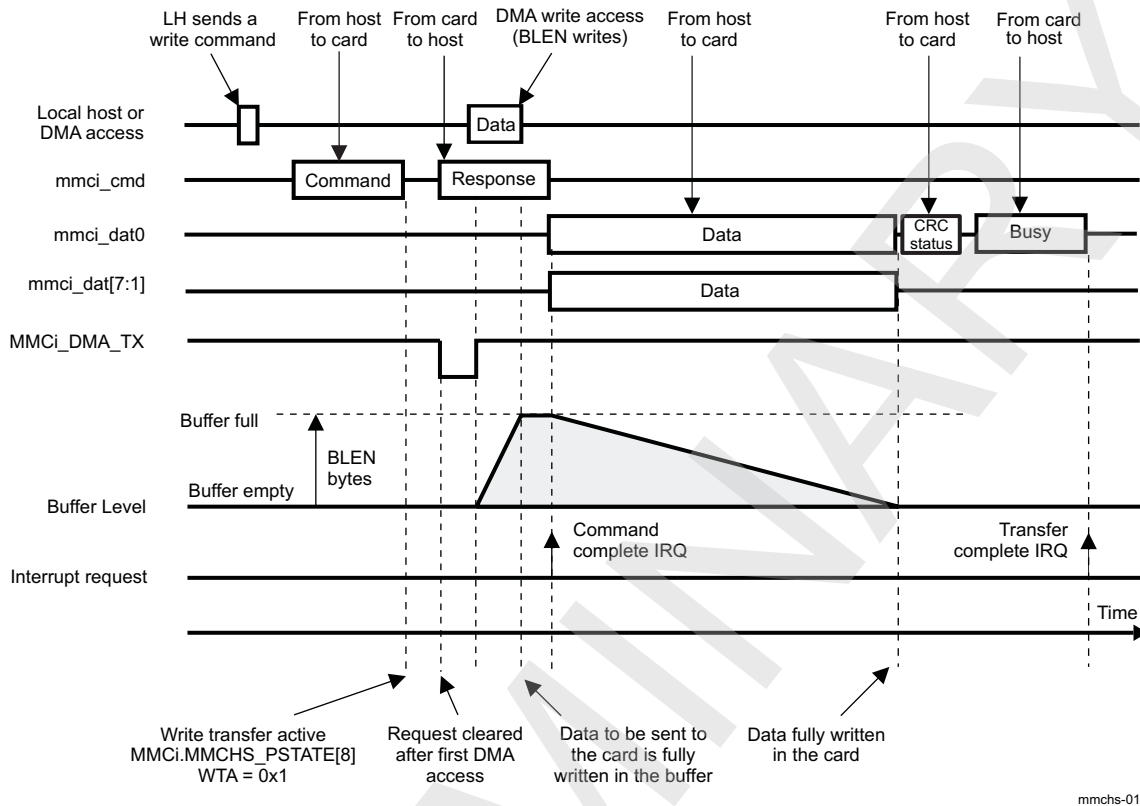 LH sends a
write command
From host
to card
From card
to host
DMA write access
(BLEN writes)
From host
to card
From host
to card
From card
to host
Local host or
DMA access
Data
mmci_cmd
Command
Response
mmci_dat0
Data
CRC
status
Busy
mmci_dat[7:1]
Data
MMCi_DMA_TX
Buffer full
BLEN
bytes
Buffer empty
Buffer Level
Command
complete IRQ
Transfer
complete IRQ
Interrupt request
Time
Write transfer active
MMCi.MMCHS_PSTATE[8]
WTA = 0x1
Request cleared
after first DMA
access
Data to be sent to
the card is fully
written in the buffer
Data fully written
in the card
mmchs-01
MINARY